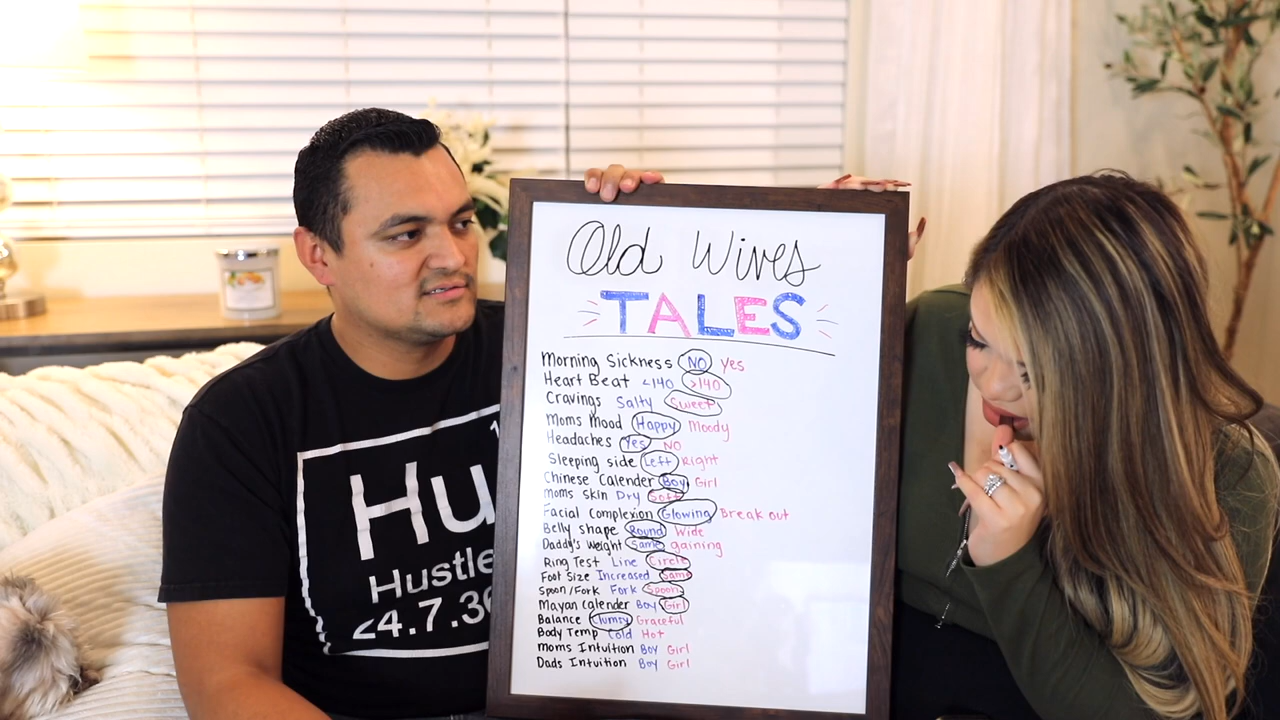 Old Wives
TALES
Morning Sickness NO Yes
Heart Beat <140 >140
Cravings Salty Sweet
Moms Mood Happy Moody
Headaches Yes NO
Sleeping side Left Right
Chinese Calender Boy Girl
Moms Skin Dry Soft
Facial complexion Glowing Break out
Belly shape Round Wide
Daddy's Weight Same gaining
Ring Test Line Circle
Foot Size Increased Same
Spoon/Fork Fork Spoon
Mayan Calender Boy Girl
Balance Clumsy Graceful
Body Temp Cold Hot
Moms Intuition Boy Girl
Dads Intuition Boy Girl
Hu
Hustle
<4.7.36